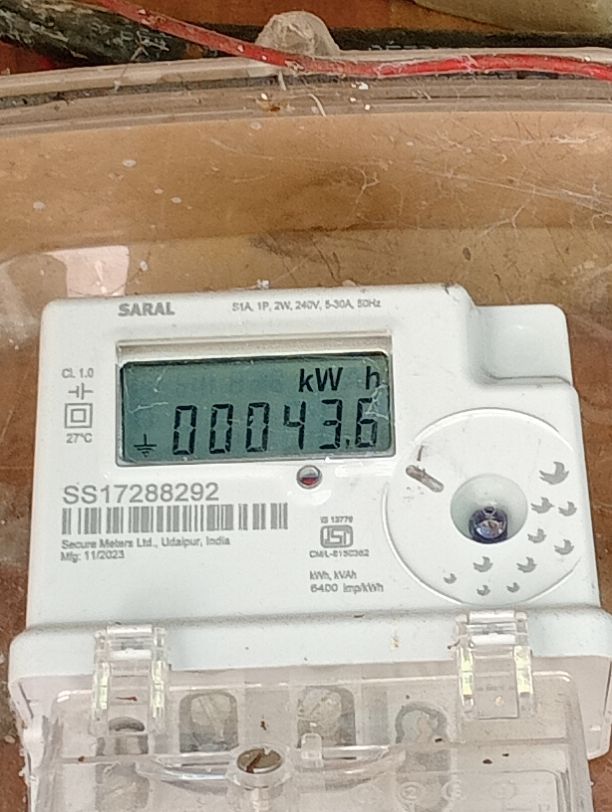 SARAL
S1A, 1P, 2W, 240V, 5-30A, 50Hz
Cl. 1.0
27°C
kW h
00043.6
SS17288292
Secure Meters Ltd., Udaipur, India
Mfg: 11/2023
IS 13779
ISI
kWh, kVAh
6400 imp/kWh